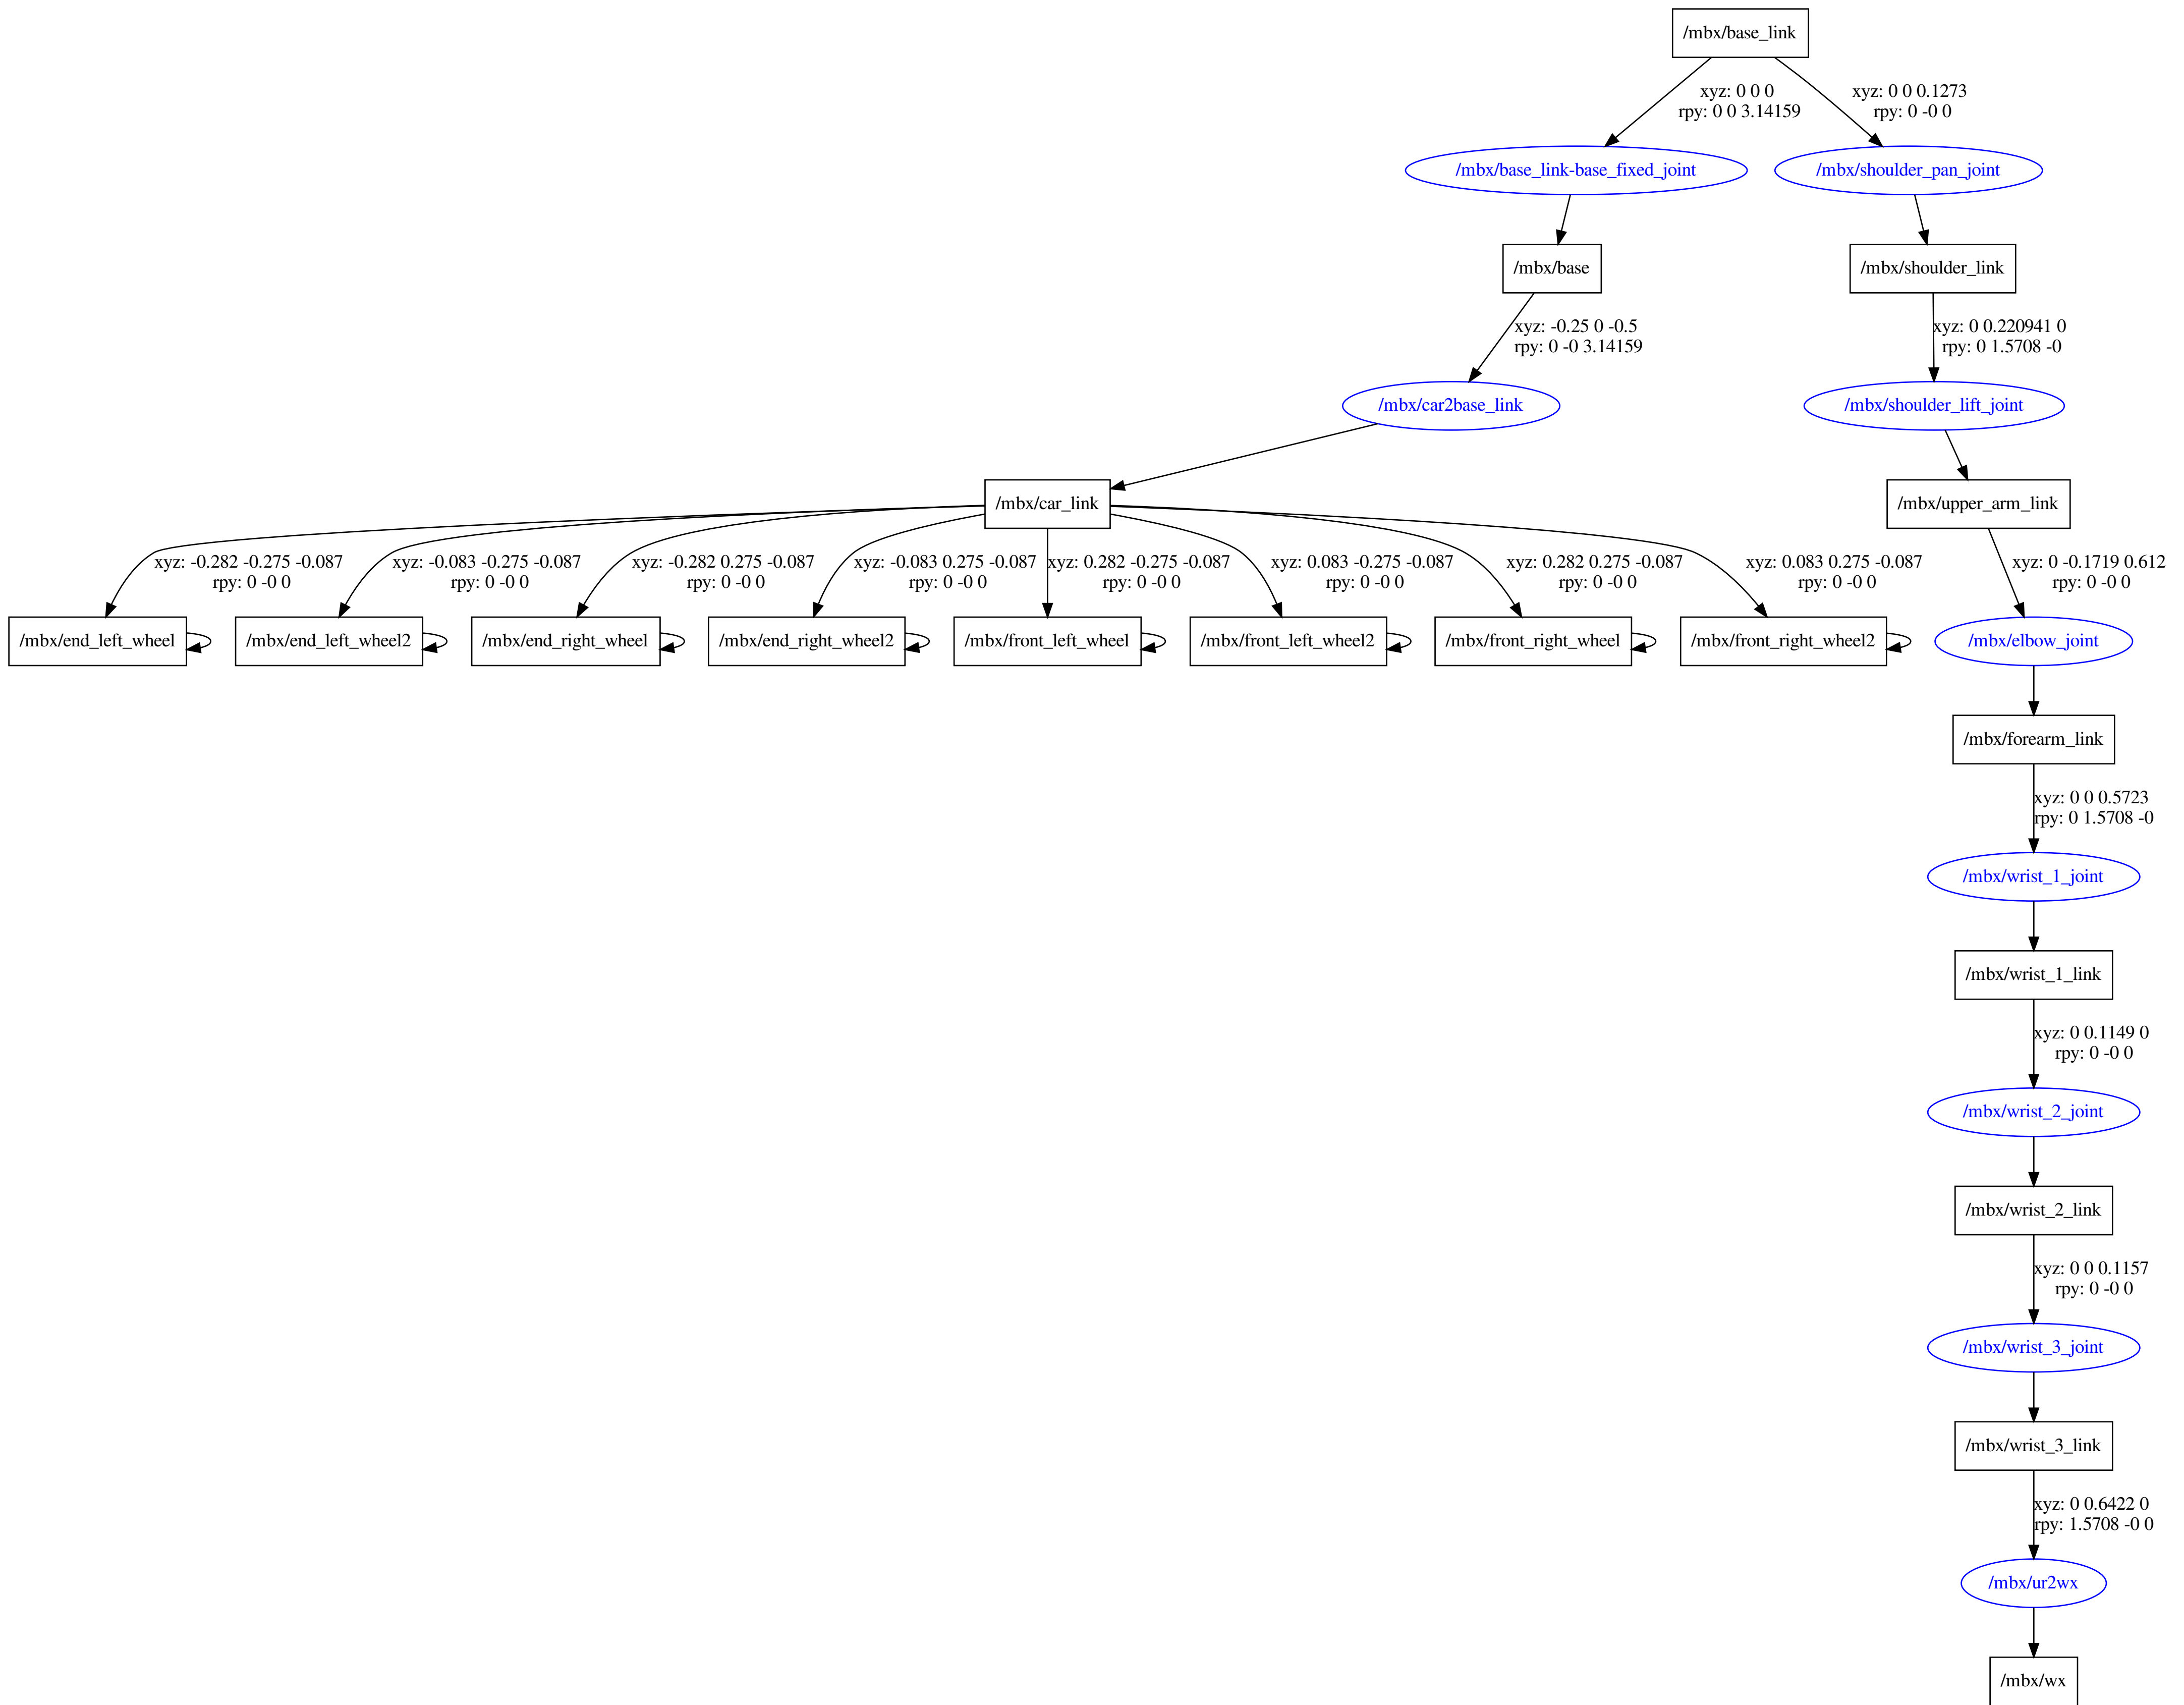 /mbx/base_link
xyz: 0 0 0
rpy: 0 0 3.14159
xyz: 0 0 0.1273
rpy: 0 -0 0
/mbx/base_link-base_fixed_joint
/mbx/shoulder_pan_joint
/mbx/base
/mbx/shoulder_link
xyz: -0.25 0 -0.5
rpy: 0 -0 3.14159
xyz: 0 0.220941 0
rpy: 0 1.5708 -0
/mbx/car2base_link
/mbx/shoulder_lift_joint
/mbx/car_link
/mbx/upper_arm_link
xyz: -0.282 -0.275 -0.087
rpy: 0 -0 0
xyz: -0.083 -0.275 -0.087
rpy: 0 -0 0
xyz: -0.282 0.275 -0.087
rpy: 0 -0 0
xyz: -0.083 0.275 -0.087
rpy: 0 -0 0
xyz: 0.282 -0.275 -0.087
rpy: 0 -0 0
xyz: 0.083 -0.275 -0.087
rpy: 0 -0 0
xyz: 0.282 0.275 -0.087
rpy: 0 -0 0
xyz: 0.083 0.275 -0.087
rpy: 0 -0 0
xyz: 0 -0.1719 0.612
rpy: 0 -0 0
/mbx/end_left_wheel
/mbx/end_left_wheel2
/mbx/end_right_wheel
/mbx/end_right_wheel2
/mbx/front_left_wheel
/mbx/front_left_wheel2
/mbx/front_right_wheel
/mbx/front_right_wheel2
/mbx/elbow_joint
/mbx/forearm_link
xyz: 0 0 0.5723
rpy: 0 1.5708 -0
/mbx/wrist_1_joint
/mbx/wrist_1_link
xyz: 0 0.1149 0
rpy: 0 -0 0
/mbx/wrist_2_joint
/mbx/wrist_2_link
xyz: 0 0 0.1157
rpy: 0 -0 0
/mbx/wrist_3_joint
/mbx/wrist_3_link
xyz: 0 0.6422 0
rpy: 1.5708 -0 0
/mbx/ur2wx
/mbx/wx